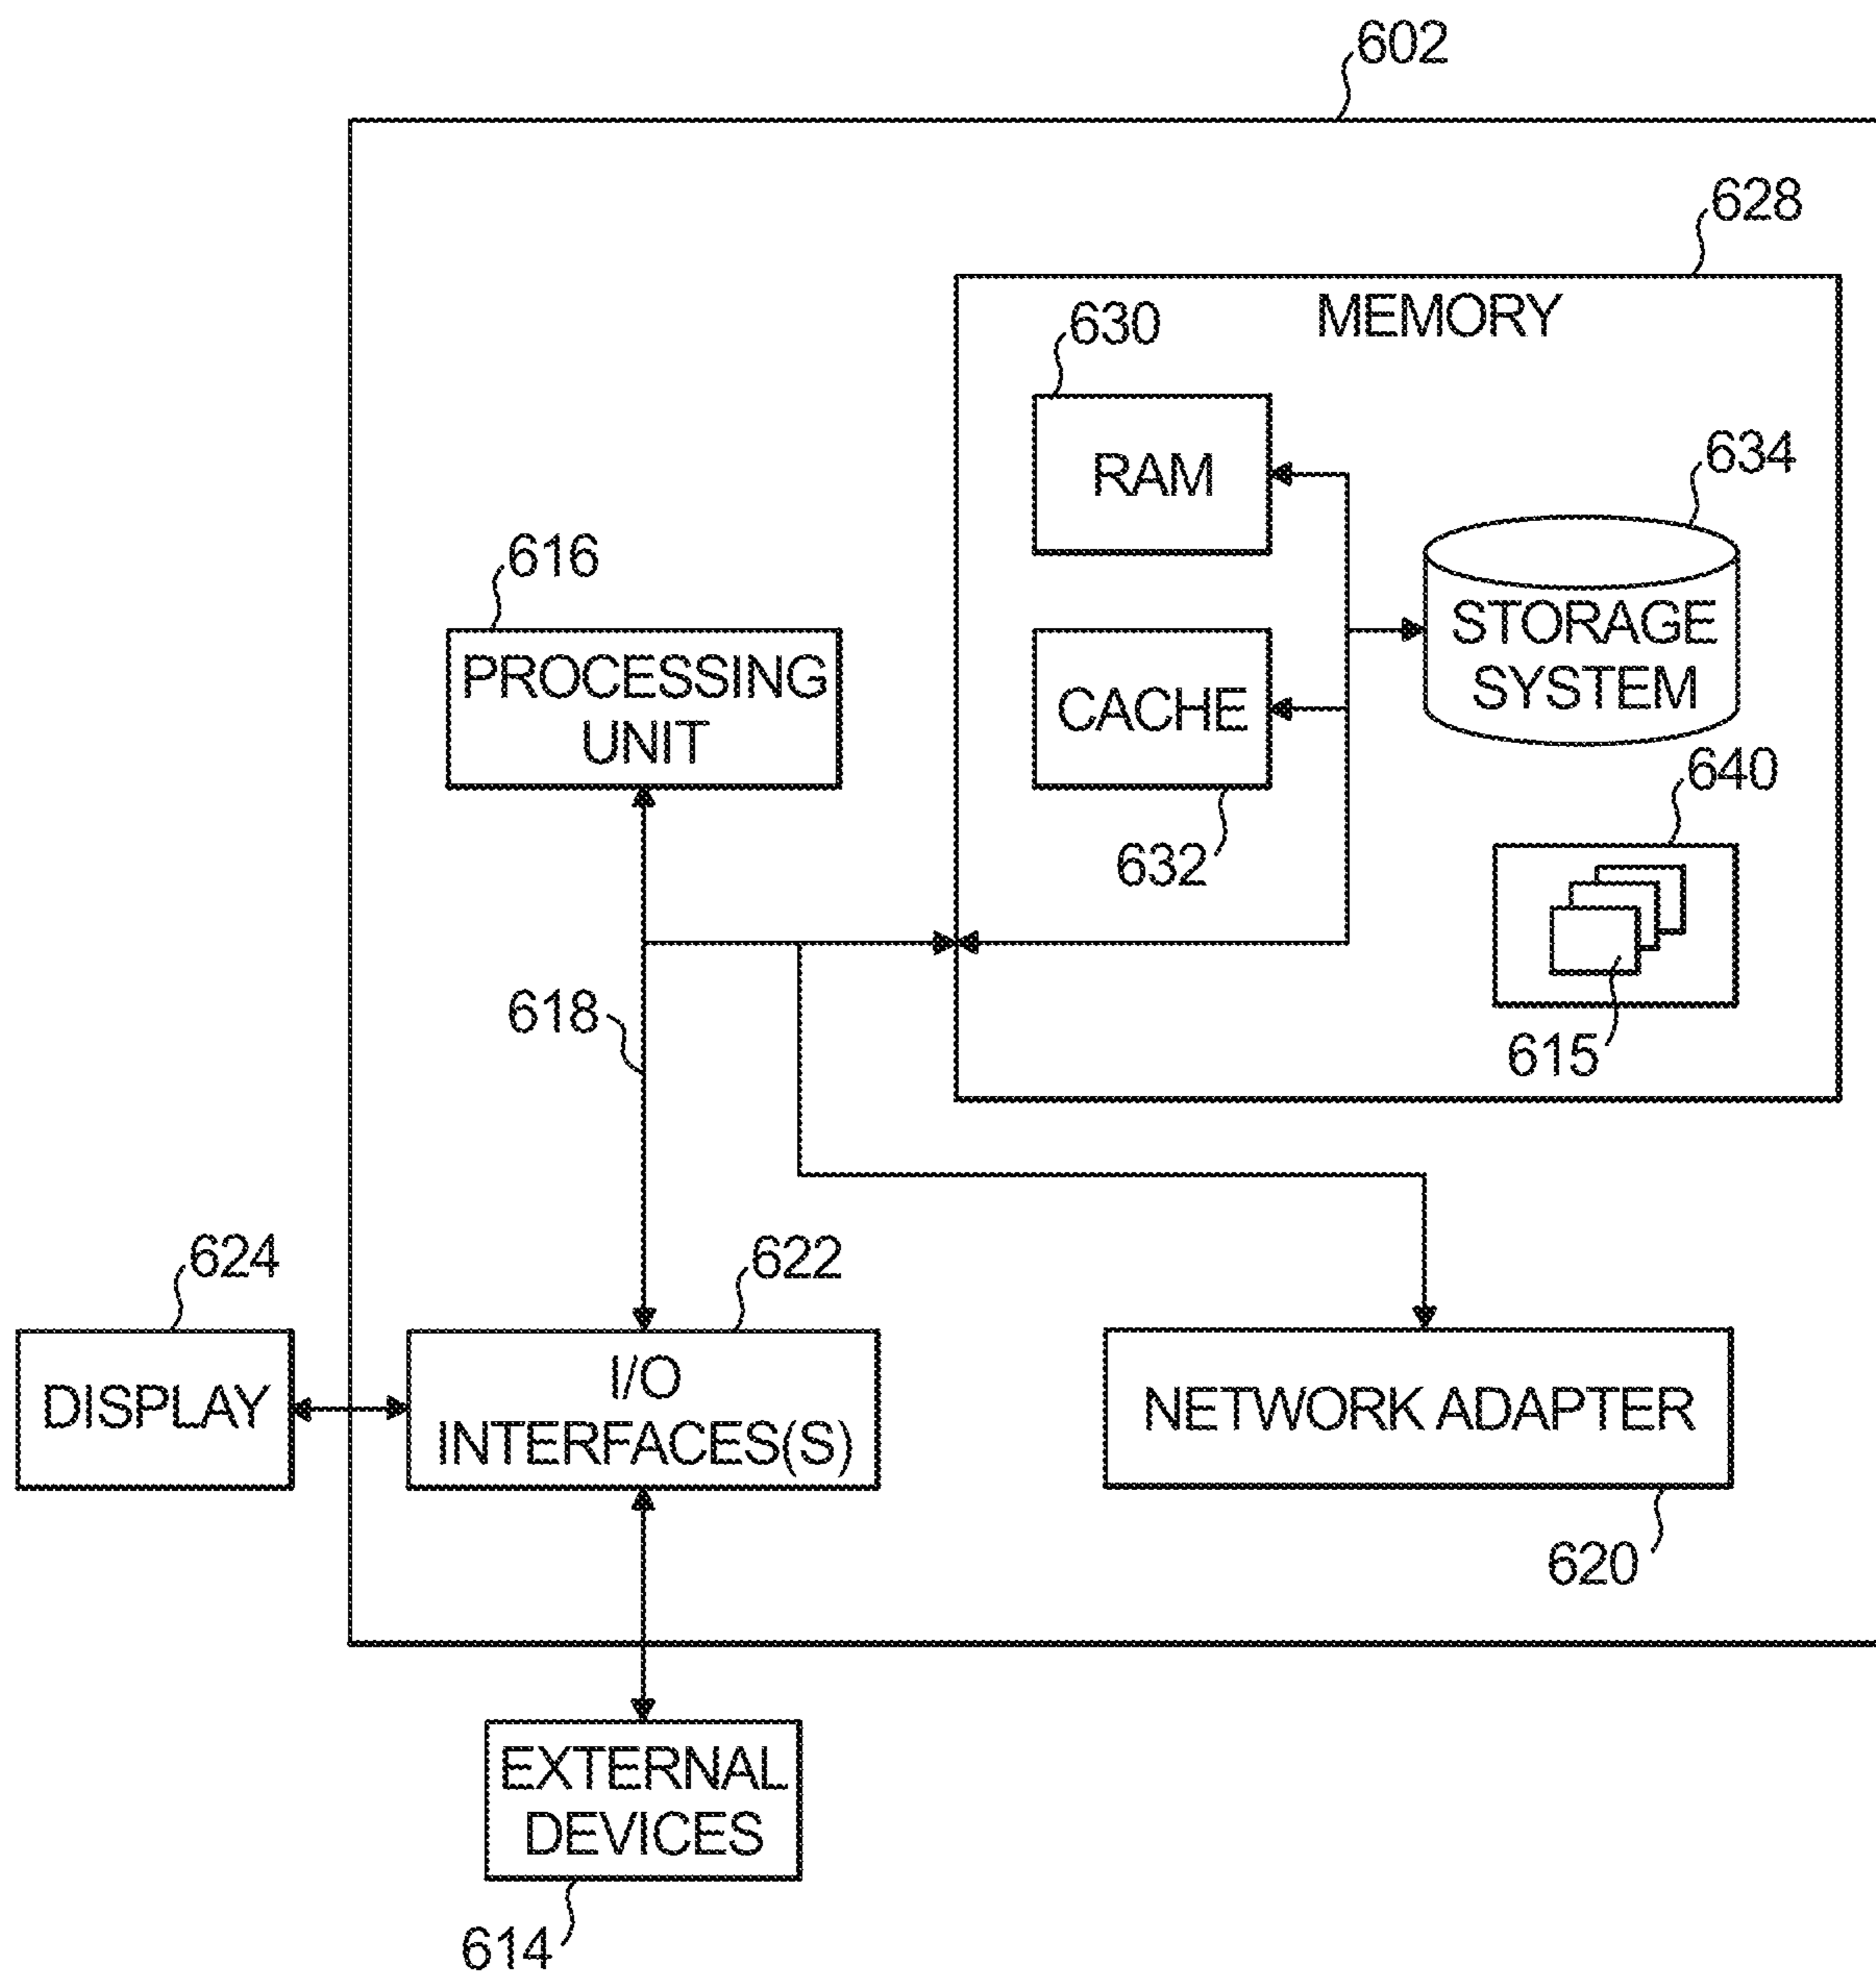 602
628
MEMORY
630
RAM
634
STORAGE
SYSTEM
616
PROCESSING
UNIT
CACHE
632
640
615
618
624
DISPLAY
622
I/O
INTERFACES(S)
NETWORK ADAPTER
620
EXTERNAL
DEVICES
614